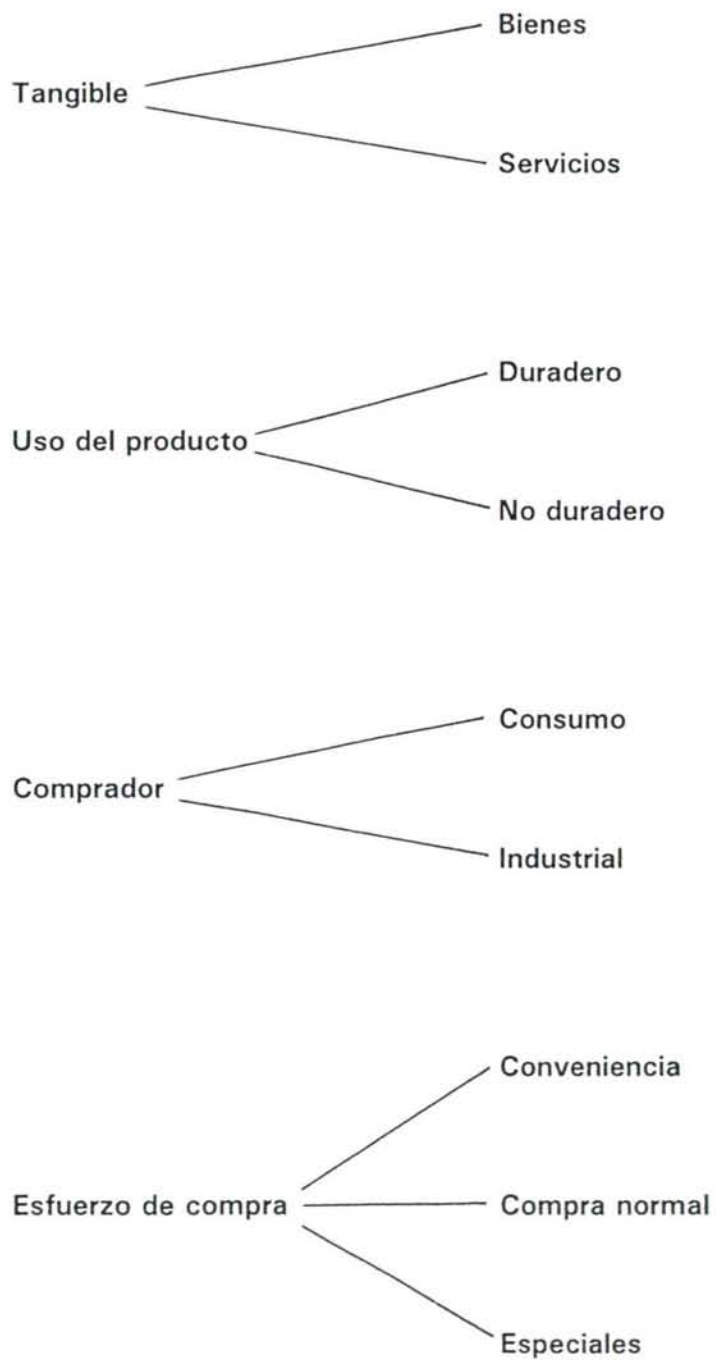 Bienes
Tangible
Servicios
Duradero
Uso del producto
No duradero
Consumo
Comprador
Industrial
Conveniencia
Esfuerzo de compra
Compra normal
Especiales